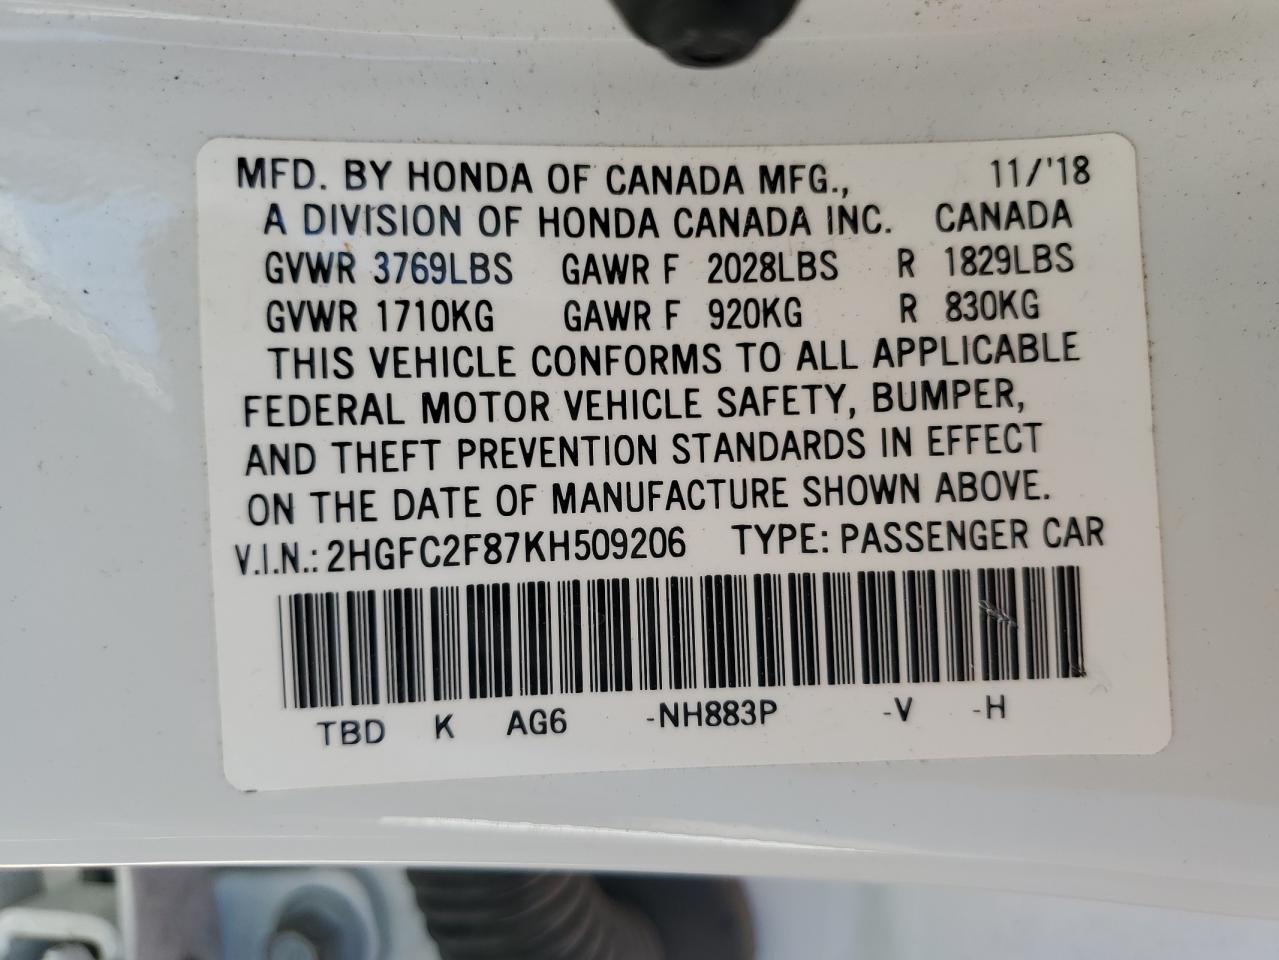 MFD. BY HONDA OF CANADA MFG., 11/'18
A DIVISION OF HONDA CANADA INC. CANADA
GVWR 3769LBS GAWR F 2028LBS R 1829LBS
GVWR 1710KG GAWR F 920KG R 830KG
THIS VEHICLE CONFORMS TO ALL APPLICABLE
FEDERAL MOTOR VEHICLE SAFETY, BUMPER,
AND THEFT PREVENTION STANDARDS IN EFFECT
ON THE DATE OF MANUFACTURE SHOWN ABOVE.
V.I.N.: 2HGFC2F87KH509206 TYPE: PASSENGER CAR
TBD K AG6 -NH883P -V -H